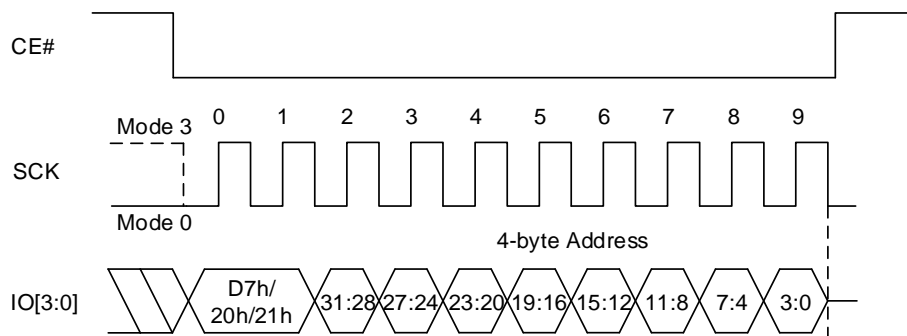 CE#
Mode 3
0 1 2 3 4 5 6 7 8 9
SCK
Mode 0
4-byte Address
IO[3:0]
D7h/
20h/21h
31:28 27:24 23:20 19:16 15:12 11:8 7:4 3:0